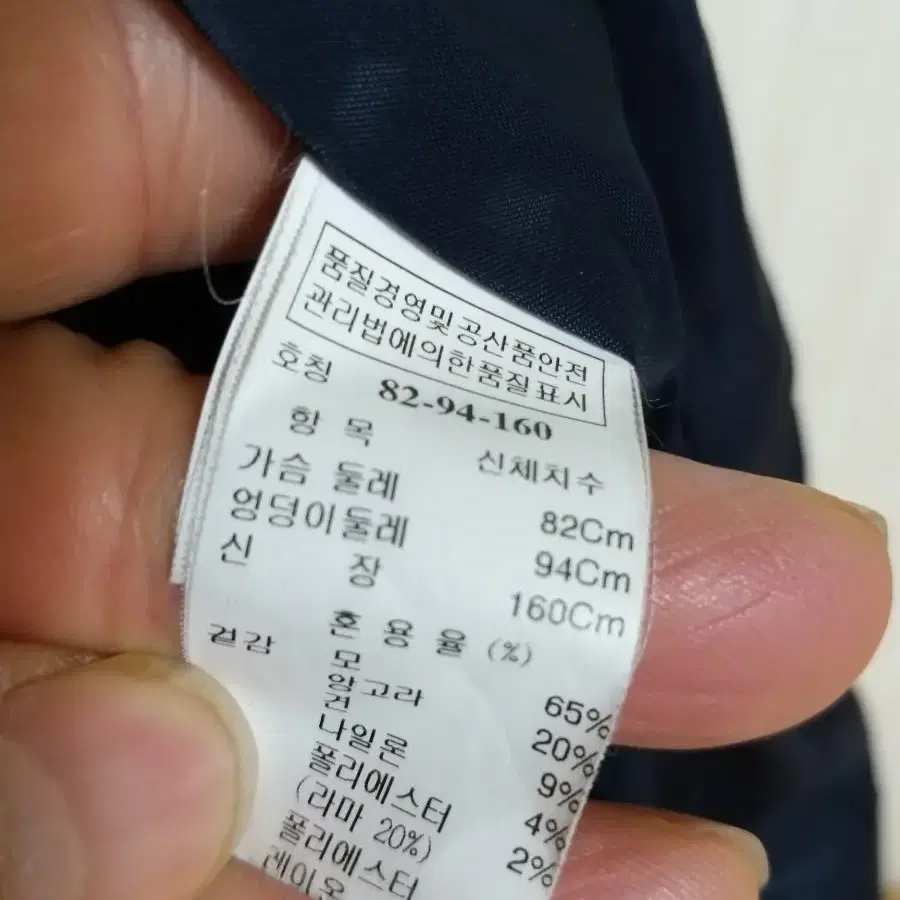 품질경영및공산품안전
관리법에의한품질표시
호칭 82-94-160
항 목 신체치수
가슴 둘레 82Cm
엉덩이둘레 94Cm
신 장 160Cm
혼 용 율 (%)
겉감 모 65%
앙고라 20%
견 9%
나일론 4%
폴리에스터 2%
(라마 20%)
폴리에스터
레이온